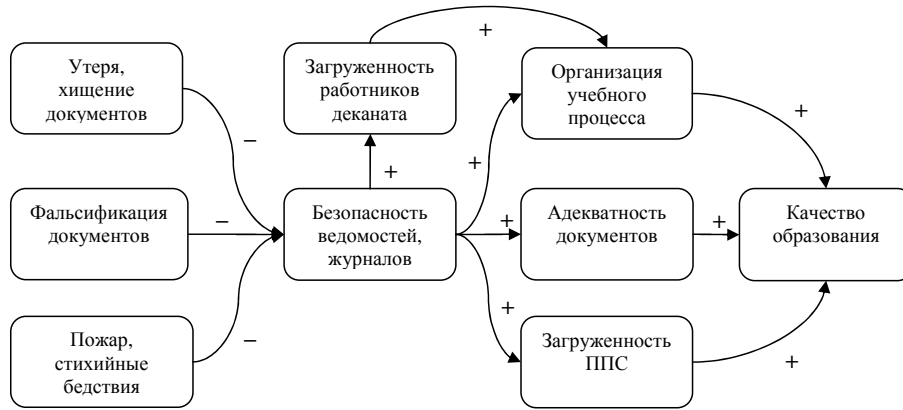 Утеря,
хищение
документов
Загруженность
работников
деканата
Организация
учебного
процесса
Фальсификация
документов
Безопасность
ведомостей,
журналов
Адекватность
документов
Качество
образования
Пожар,
стихийные
бедствия
Загруженность
ППС
+
+
+
+
+
+
+
+
−
−
−